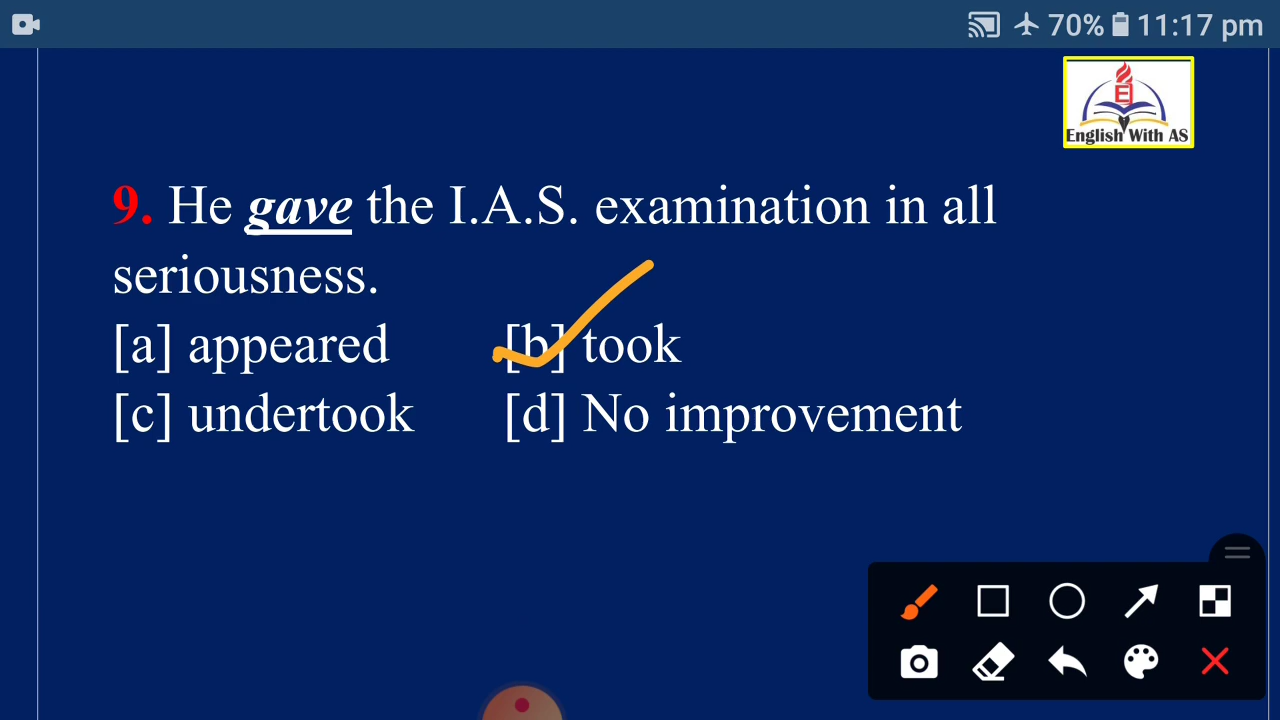 70% 11:17 pm
English With AS
9. He gave the I.A.S. examination in all
seriousness.
[a] appeared [b] took
[c] undertook [d] No improvement